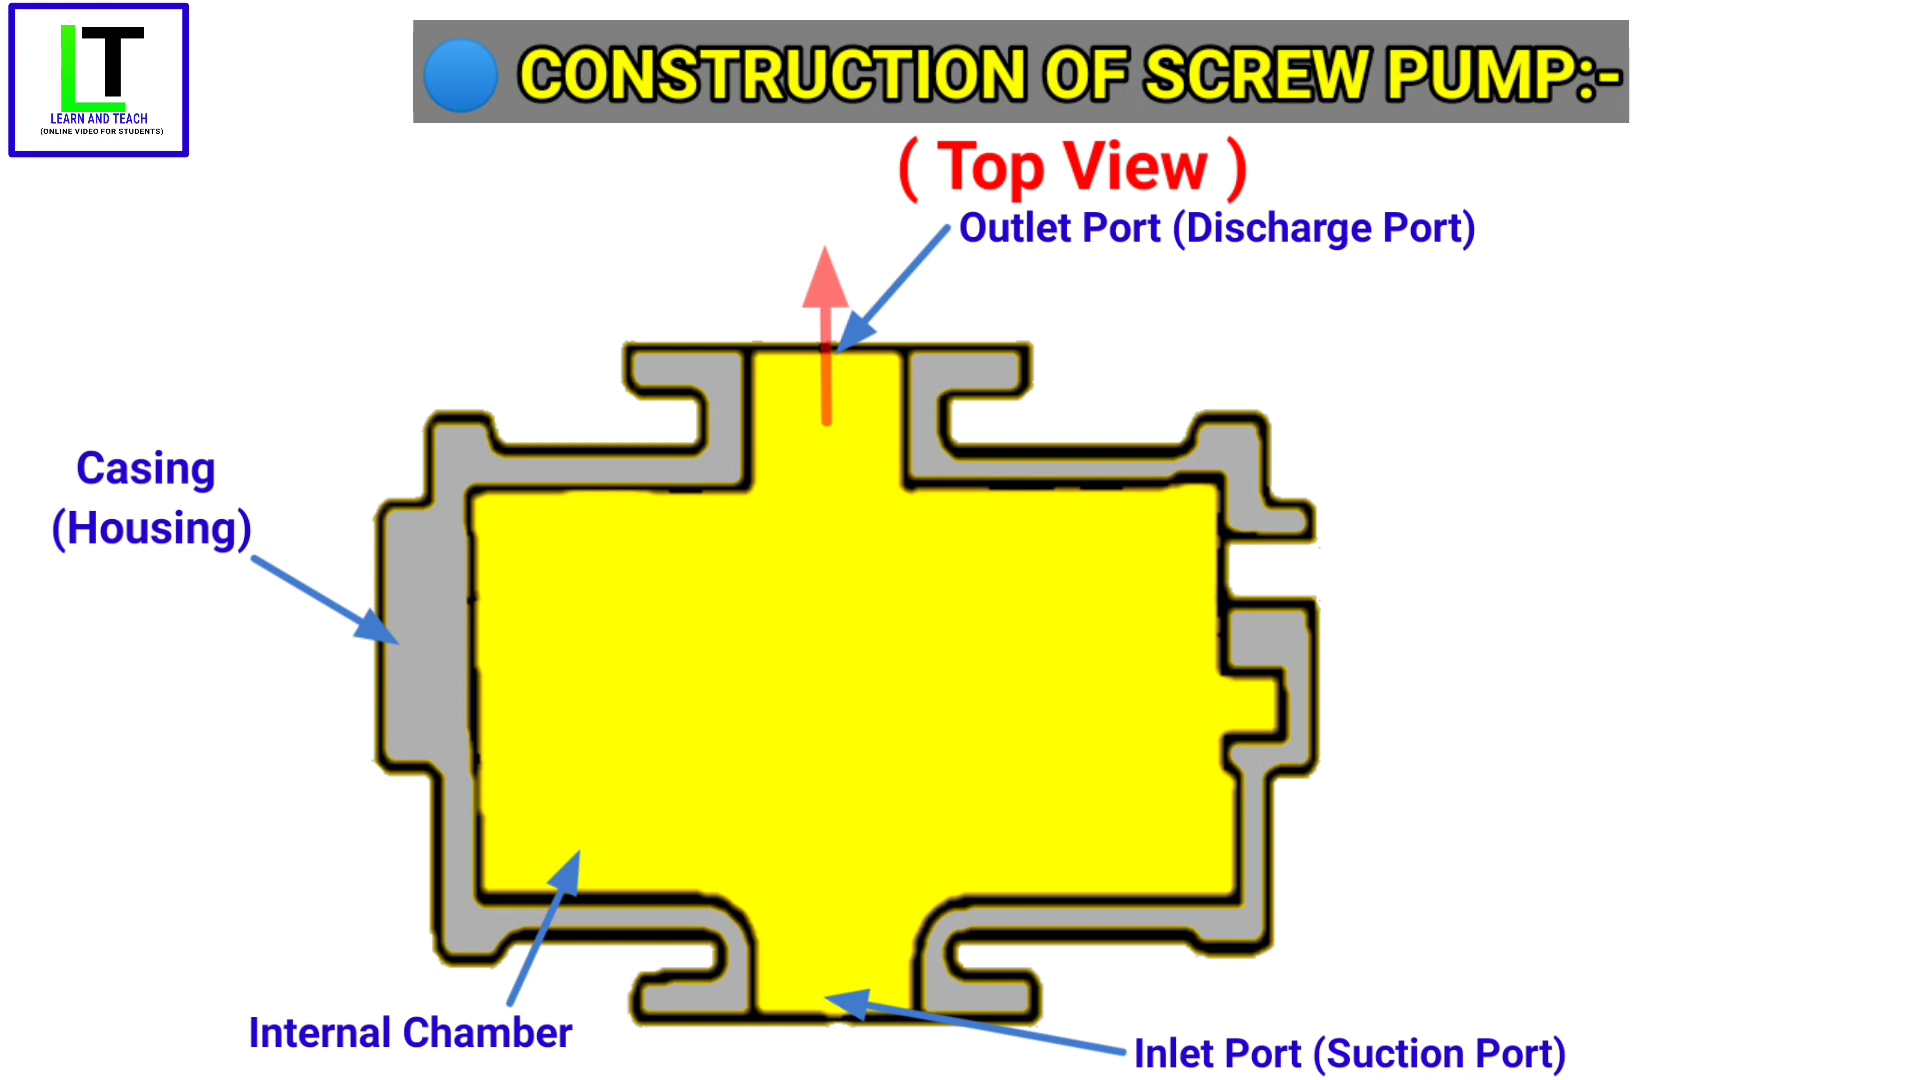 LT
LEARN AND TEACH
(ONLINE VIDEO FOR STUDENTS)
CONSTRUCTION OF SCREW PUMP:-
( Top View )
Outlet Port (Discharge Port)
Casing
(Housing)
Internal Chamber
Inlet Port (Suction Port)